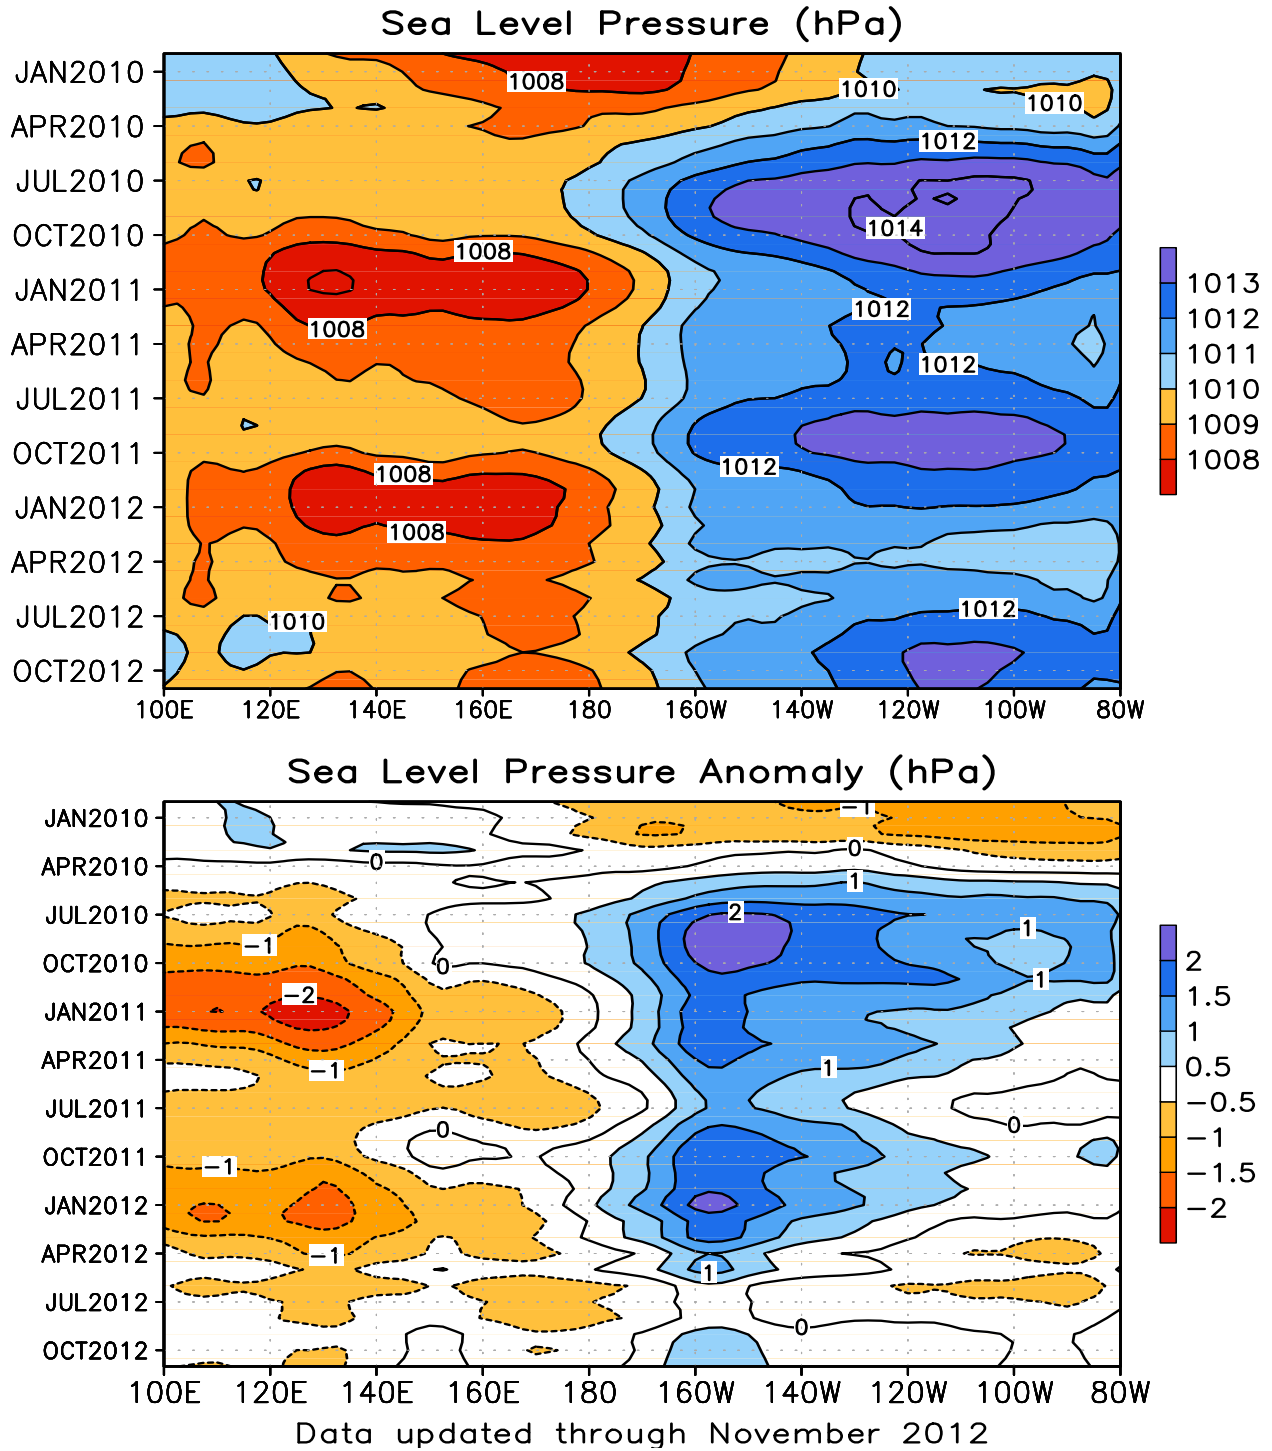 Sea Level Pressure (hPa)
JAN2010
APR2010
JUL2010
OCT2010
JAN2011
APR2011
JUL2011
OCT2011
JAN2012
APR2012
JUL2012
OCT2012
1008
1010
1010
1012
1014
1008
1012
1008
1012
1008
1012
1008
1010
1012
100E 120E 140E 160E 180 160W 140W 120W 100W 80W
1013
1012
1011
1010
1009
1008
Sea Level Pressure Anomaly (hPa)
JAN2010
APR2010
JUL2010
OCT2010
JAN2011
APR2011
JUL2011
OCT2011
JAN2012
APR2012
JUL2012
OCT2012
−1
0
0
1
2
1
−1
0
1
−2
−1
1
0
0
−1
−1
1
0
100E 120E 140E 160E 180 160W 140W 120W 100W 80W
2
1.5
1
0.5
−0.5
−1
−1.5
−2
Data updated through November 2012